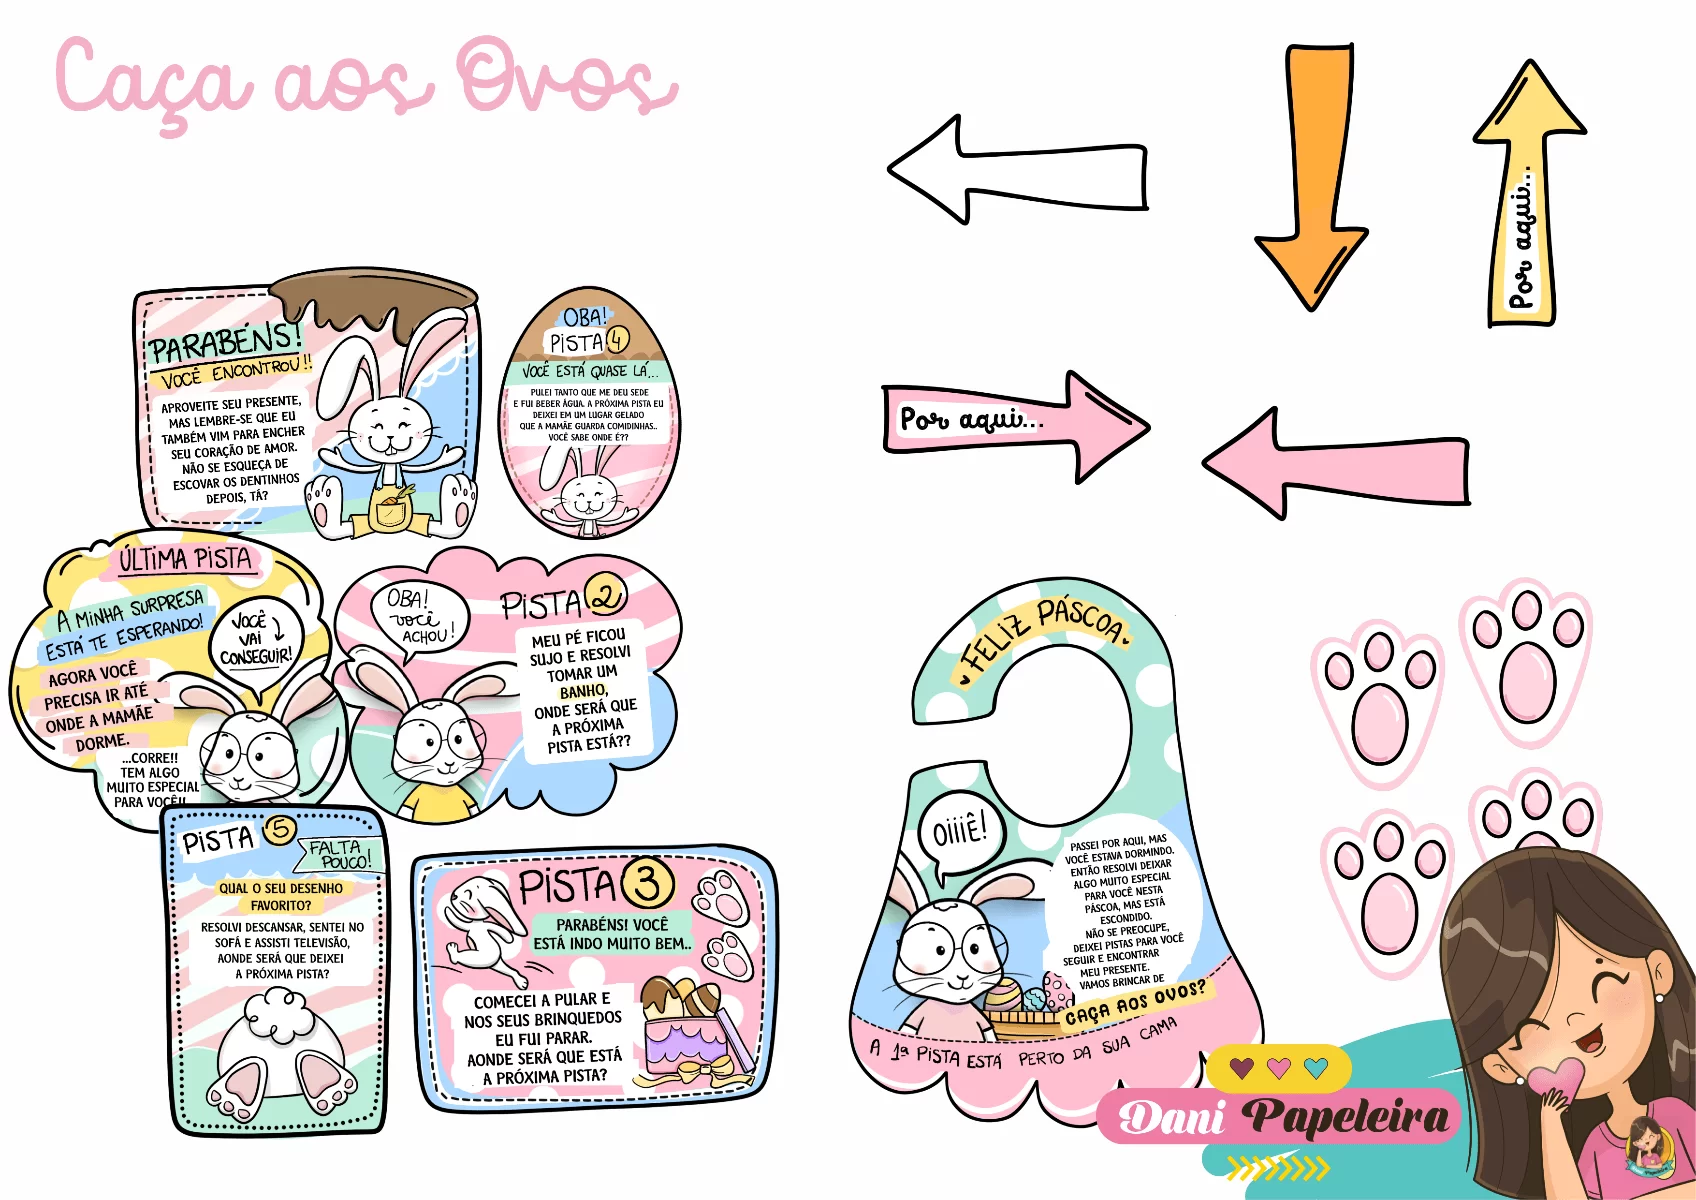 Caça aos Ovos
PARABÉNS!
VOCÊ ENCONTROU!!
APROVEITE SEU PRESENTE,
MAS LEMBRE-SE QUE EU
TAMBÉM VIM PARA ENCHER
SEU CORAÇÃO DE AMOR.
NÃO SE ESQUEÇA DE
ESCOVAR OS DENTINHOS
DEPOIS, TÁ?
OBA!
PISTA 4
VOCÊ ESTÁ QUASE LÁ...
PULEI TANTO QUE ME DEU SEDE
E FUI BEBER ÁGUA. A PRÓXIMA PISTA EU
DEIXEI EM UM LUGAR GELADO
QUE A MAMÃE GUARDA COMIDINHAS..
VOCÊ SABE ONDE É??
ÚLTIMA PISTA
A MINHA SURPRESA
ESTÁ TE ESPERANDO!
VOCÊ
VAI
CONSEGUIR!
AGORA VOCÊ
PRECISA IR ATÉ
ONDE A MAMÃE
DORME.
...CORRE!!
TEM ALGO
MUITO ESPECIAL
PARA VOCÊ!!
OBA!
VOCÊ
ACHOU!
PISTA 2
MEU PÉ FICOU
SUJO E RESOLVI
TOMAR UM
BANHO,
ONDE SERÁ QUE
A PRÓXIMA
PISTA ESTÁ??
PISTA 5
FALTA
POUCO!
QUAL O SEU DESENHO
FAVORITO?
RESOLVI DESCANSAR, SENTEI NO
SOFÁ E ASSISTI TELEVISÃO,
AONDE SERÁ QUE DEIXEI
A PRÓXIMA PISTA?
PISTA 3
PARABÉNS! VOCÊ
ESTÁ INDO MUITO BEM..
COMECEI A PULAR E
NOS SEUS BRINQUEDOS
EU FUI PARAR.
AONDE SERÁ QUE ESTÁ
A PRÓXIMA PISTA?
Por aqui...
Por aqui...
FELIZ PÁSCOA
OIIIÊ!
PASSEI POR AQUI, MAS
VOCÊ ESTAVA DORMINDO.
ENTÃO RESOLVI DEIXAR
ALGO MUITO ESPECIAL
PARA VOCÊ NESTA
PÁSCOA, MAS ESTÁ
ESCONDIDO.
NÃO SE PREOCUPE,
DEIXEI PISTAS PARA VOCÊ
SEGUIR E ENCONTRAR
MEU PRESENTE.
VAMOS BRINCAR DE
CAÇA AOS OVOS?
A 1ª PISTA ESTÁ PERTO DA SUA CAMA
Dani Papeleira
Dani Papeleira